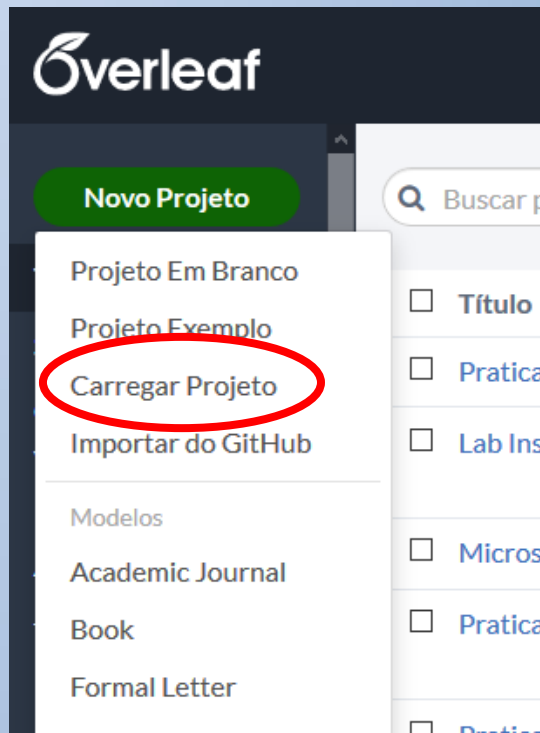 Overleaf
Novo Projeto
Buscar
Projeto Em Branco
Projeto Exemplo
Carregar Projeto
Importar do GitHub
Modelos
Academic Journal
Book
Formal Letter
Título
Pratica
Lab Ins
Micros
Pratica